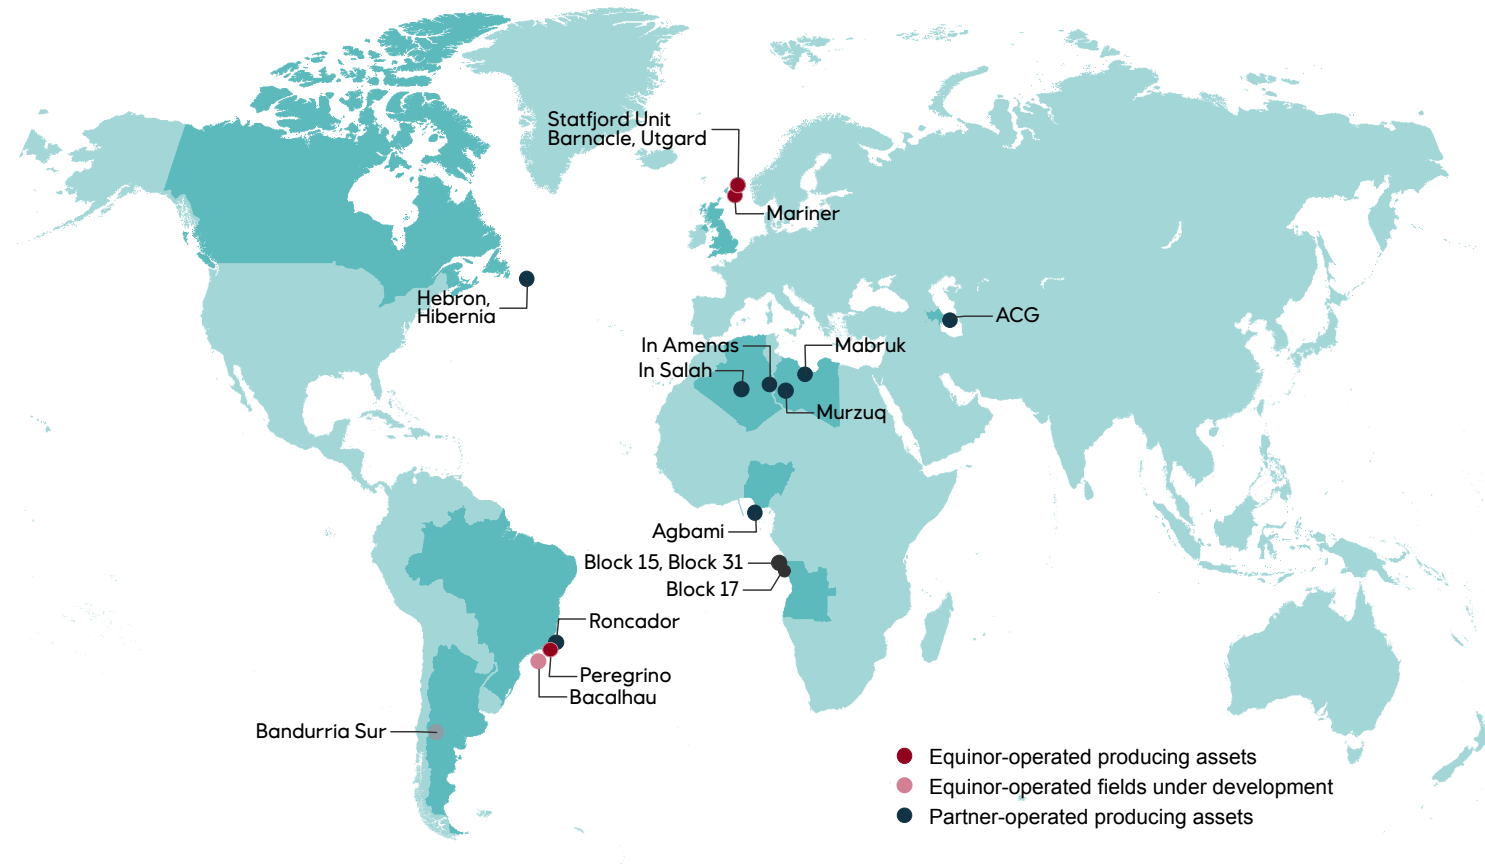 Statfjord Unit
Barnacle, Utgard
Mariner
Hebron,
Hibernia
ACG
In Amenas
Mabruk
In Salah
Murzuq
Agbami
Block 15, Block 31
Block 17
Roncador
Peregrino
Bacalhau
Bandurria Sur
Equinor-operated producing assets
Equinor-operated fields under development
Partner-operated producing assets